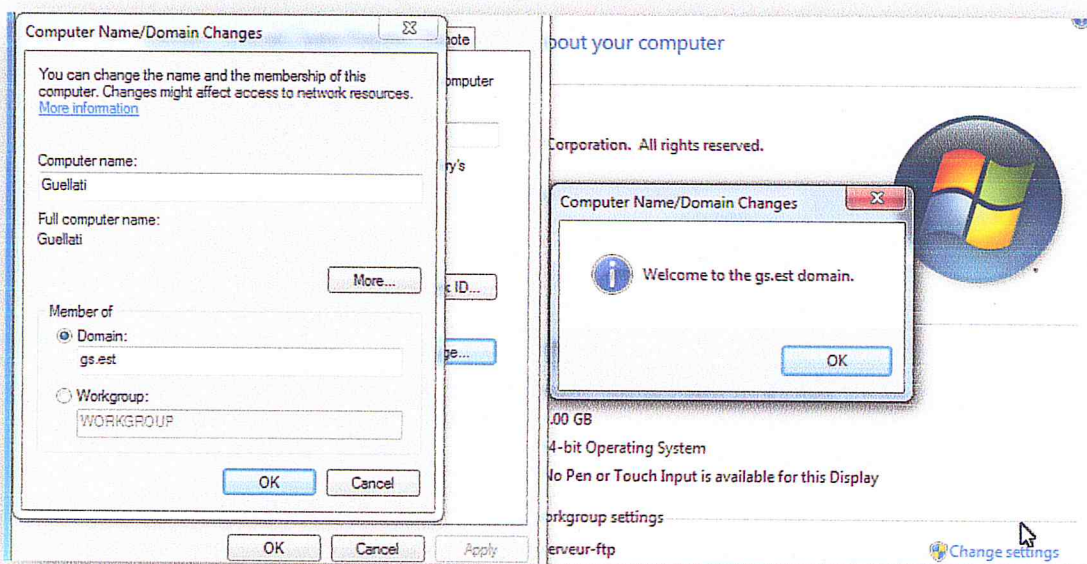 Computer Name/Domain Changes
You can change the name and the membership of this
computer. Changes might affect access to network resources.
More information
Computer name:
Guellati
Full computer name:
Guellati
More...
Member of
Domain:
gs.est
Workgroup:
WORKGROUP
OK
Cancel
note
omputer
ry's
ID...
ge...
OK
Cancel
Apply
bout your computer
Corporation. All rights reserved.
Computer Name/Domain Changes
Welcome to the gs.est domain.
OK
.00 GB
4-bit Operating System
No Pen or Touch Input is available for this Display
orkgroup settings
erveur-ftp
Change settings